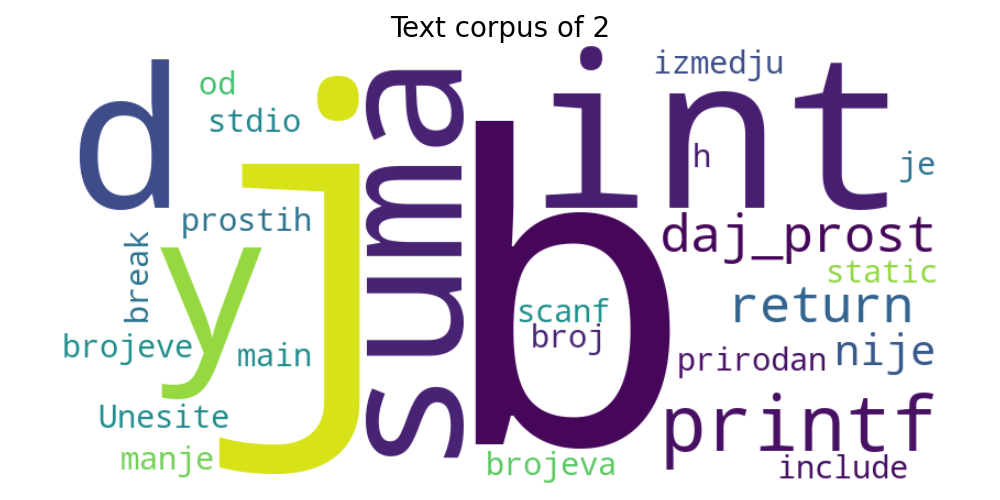 Text corpus of 2
d
od
stdio
j
suma
int
izmedju
h
je
prostih
b
daj_prost
static
break
y
scanf
return
brojeve
main
broj
prirodan
nije
Unesite
printf
manje
brojeva
include